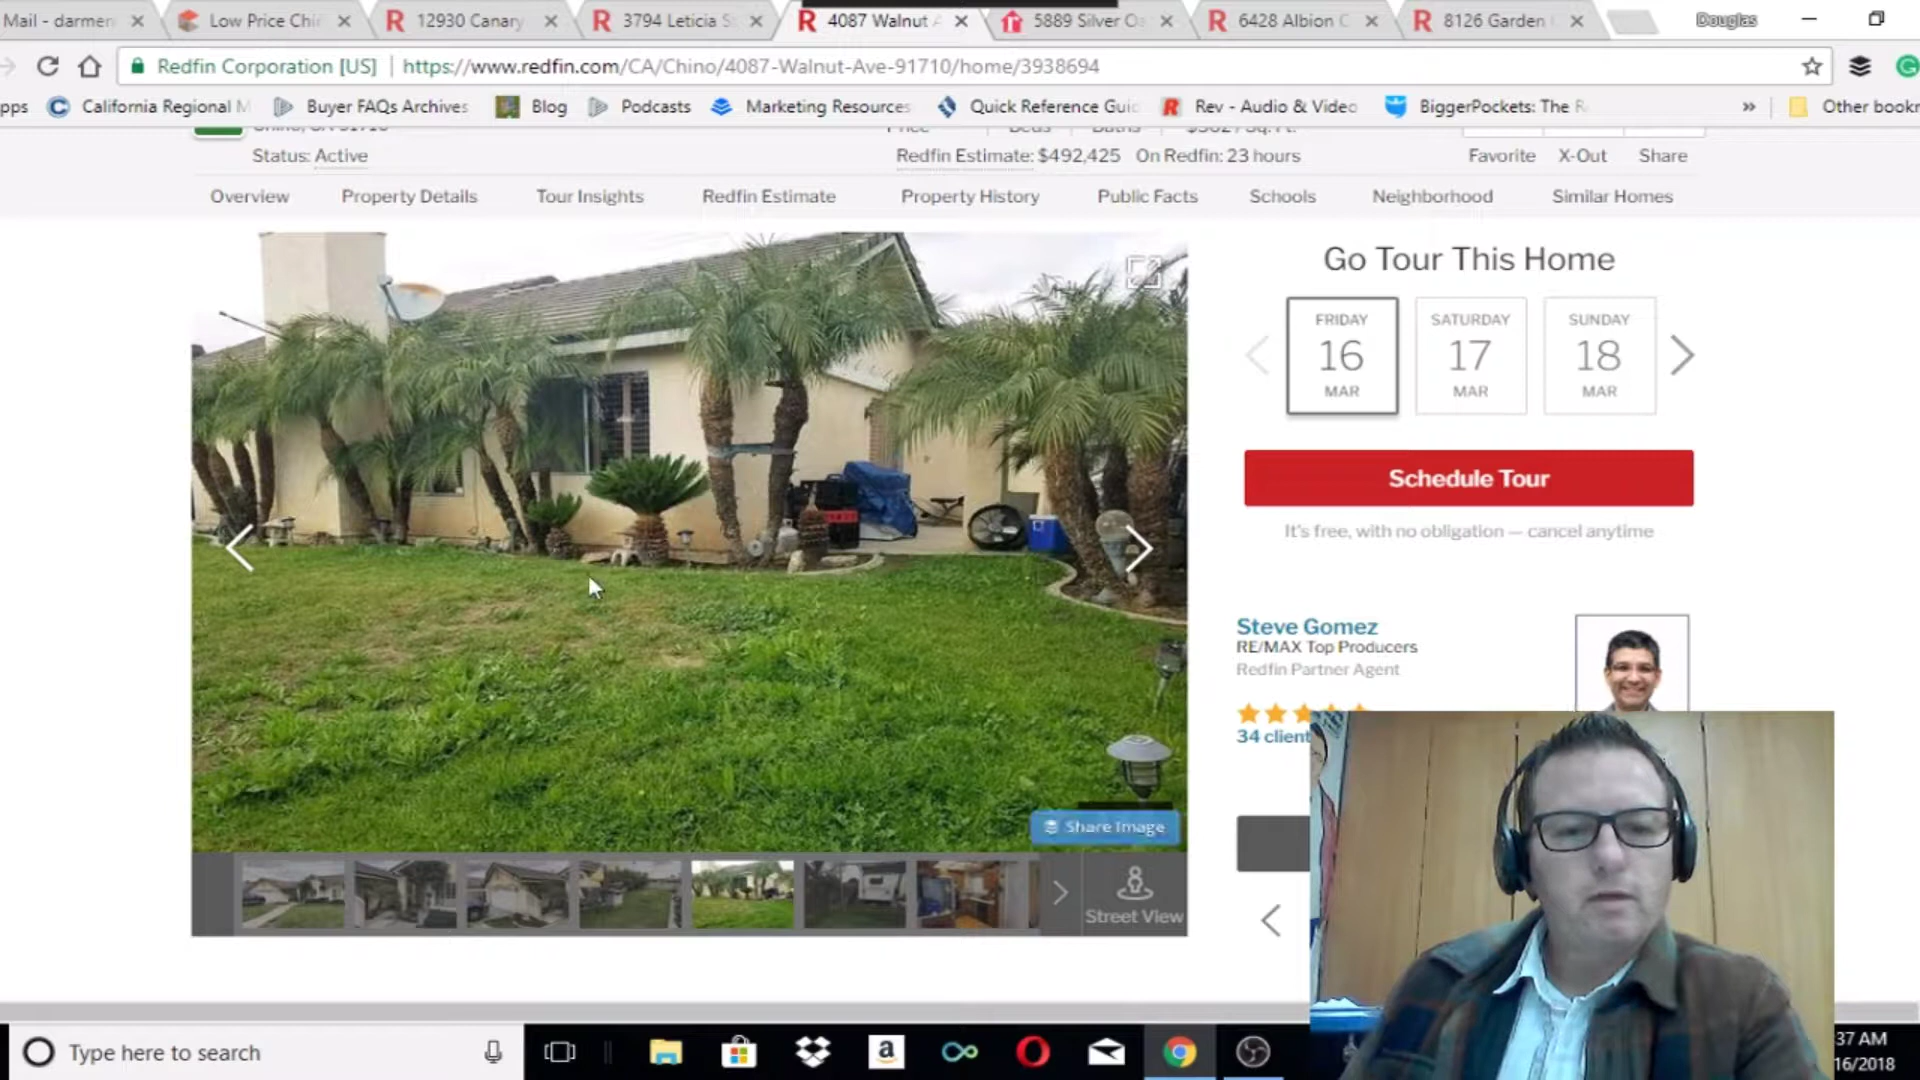 Mail - darmen
Low Price Chi
12930 Canary
3794 Leticia S
4087 Walnut A
5889 Silver Oa
6428 Albion C
8126 Garden
Douglas
Redfin Corporation [US] | https://www.redfin.com/CA/Chino/4087-Walnut-Ave-91710/home/3938694
pps
California Regional M
Buyer FAQs Archives
Blog
Podcasts
Marketing Resources
Quick Reference Guid
Rev - Audio & Video
BiggerPockets: The R
»
Other bookr
Status: Active
Redfin Estimate: $492,425 On Redfin: 23 hours
Favorite X-Out Share
Overview
Property Details
Tour Insights
Redfin Estimate
Property History
Public Facts
Schools
Neighborhood
Similar Homes
Go Tour This Home
FRIDAY
16
MAR
SATURDAY
17
MAR
SUNDAY
18
MAR
Schedule Tour
It's free, with no obligation — cancel anytime
Steve Gomez
RE/MAX Top Producers
Redfin Partner Agent
34 client
Share Image
Street View
Type here to search
37 AM
16/2018